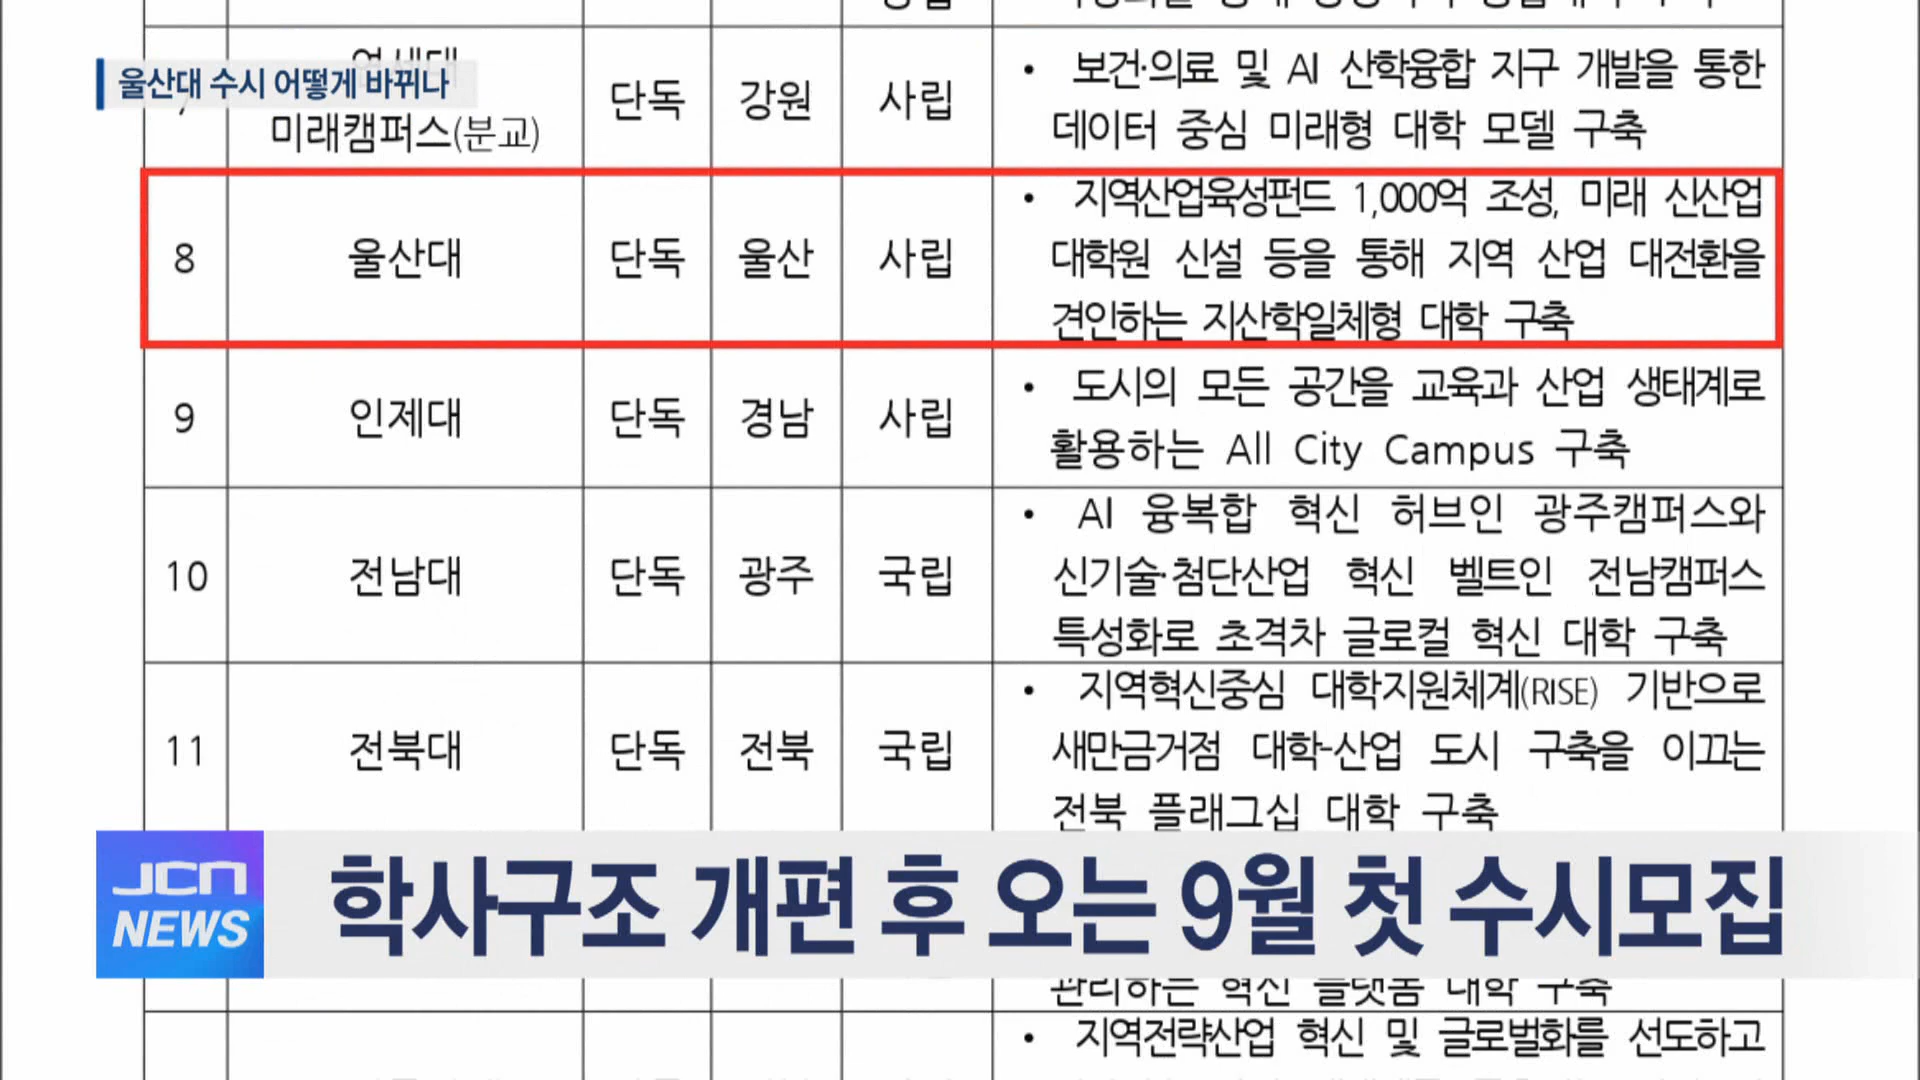 울산대 수시 어떻게 바뀌나
미래캠퍼스(분교)
단독
강원
사립
• 보건·의료 및 AI 산학융합 지구 개발을 통한
데이터 중심 미래형 대학 모델 구축
8
울산대
단독
울산
사립
• 지역산업육성펀드 1,000억 조성, 미래 신산업
대학원 신설 등을 통해 지역 산업 대전환을
견인하는 지산학일체형 대학 구축
9
인제대
단독
경남
사립
• 도시의 모든 공간을 교육과 산업 생태계로
활용하는 All City Campus 구축
10
전남대
단독
광주
국립
• AI 융복합 혁신 허브인 광주캠퍼스와
신기술·첨단산업 혁신 벨트인 전남캠퍼스
특성화로 초격차 글로컬 혁신 대학 구축
11
전북대
단독
전북
국립
• 지역혁신중심 대학지원체계(RISE) 기반으로
새만금거점 대학-산업 도시 구축을 이끄는
전북 플래그십 대학 구축
JCN
NEWS
학사구조 개편 후 오는 9월 첫 수시모집
관리하는 혁신 플랫폼 대학 구축
• 지역전략산업 혁신 및 글로벌화를 선도하고